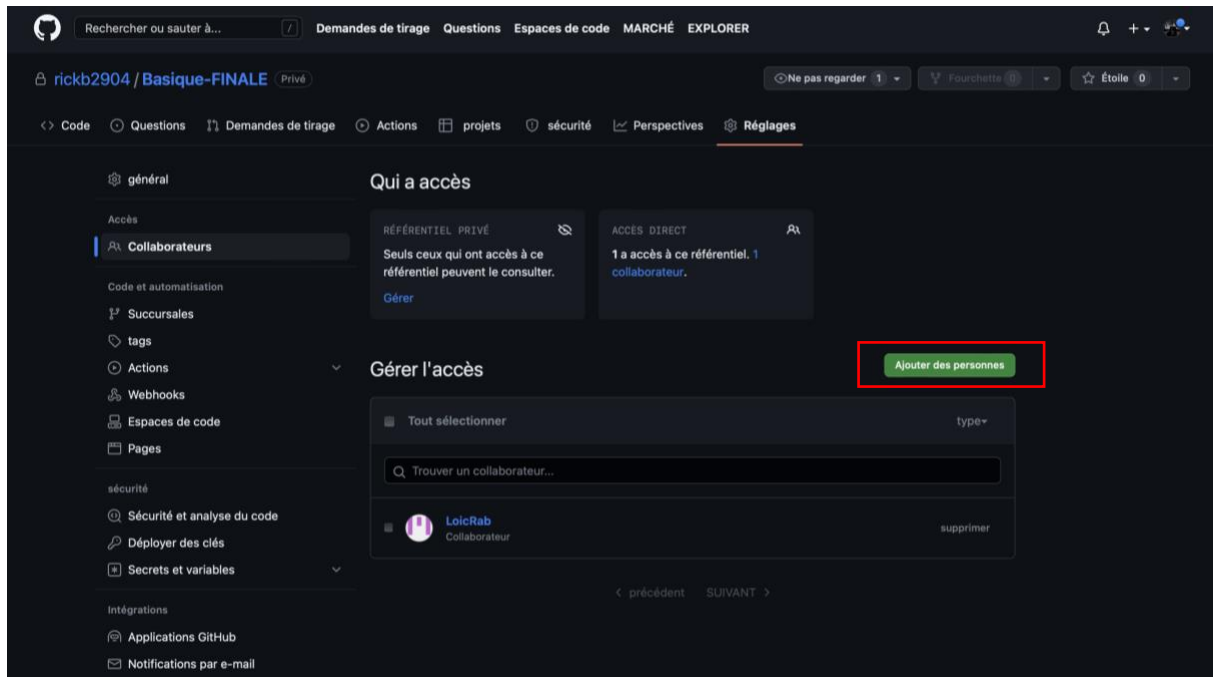 Rechercher ou sauter à... / Demandes de tirage Questions Espaces de code MARCHÉ EXPLORER
rickb2904 / Basique-FINALE Privé Ne pas regarder 1 Fourchette 0 Étoile 0
<> Code Questions Demandes de tirage Actions projets sécurité Perspectives Réglages
général
Accès
Collaborateurs
Code et automatisation
Succursales
tags
Actions
Webhooks
Espaces de code
Pages
sécurité
Sécurité et analyse du code
Déployer des clés
Secrets et variables
Intégrations
Applications GitHub
Notifications par e-mail
Qui a accès
RÉFÉRENTIEL PRIVÉ
Seuls ceux qui ont accès à ce
référentiel peuvent le consulter.
Gérer
ACCÈS DIRECT
1 a accès à ce référentiel. 1
collaborateur.
Gérer l'accès
Ajouter des personnes
Tout sélectionner type
Trouver un collaborateur...
LoicRab
Collaborateur
supprimer
< précédent SUIVANT >